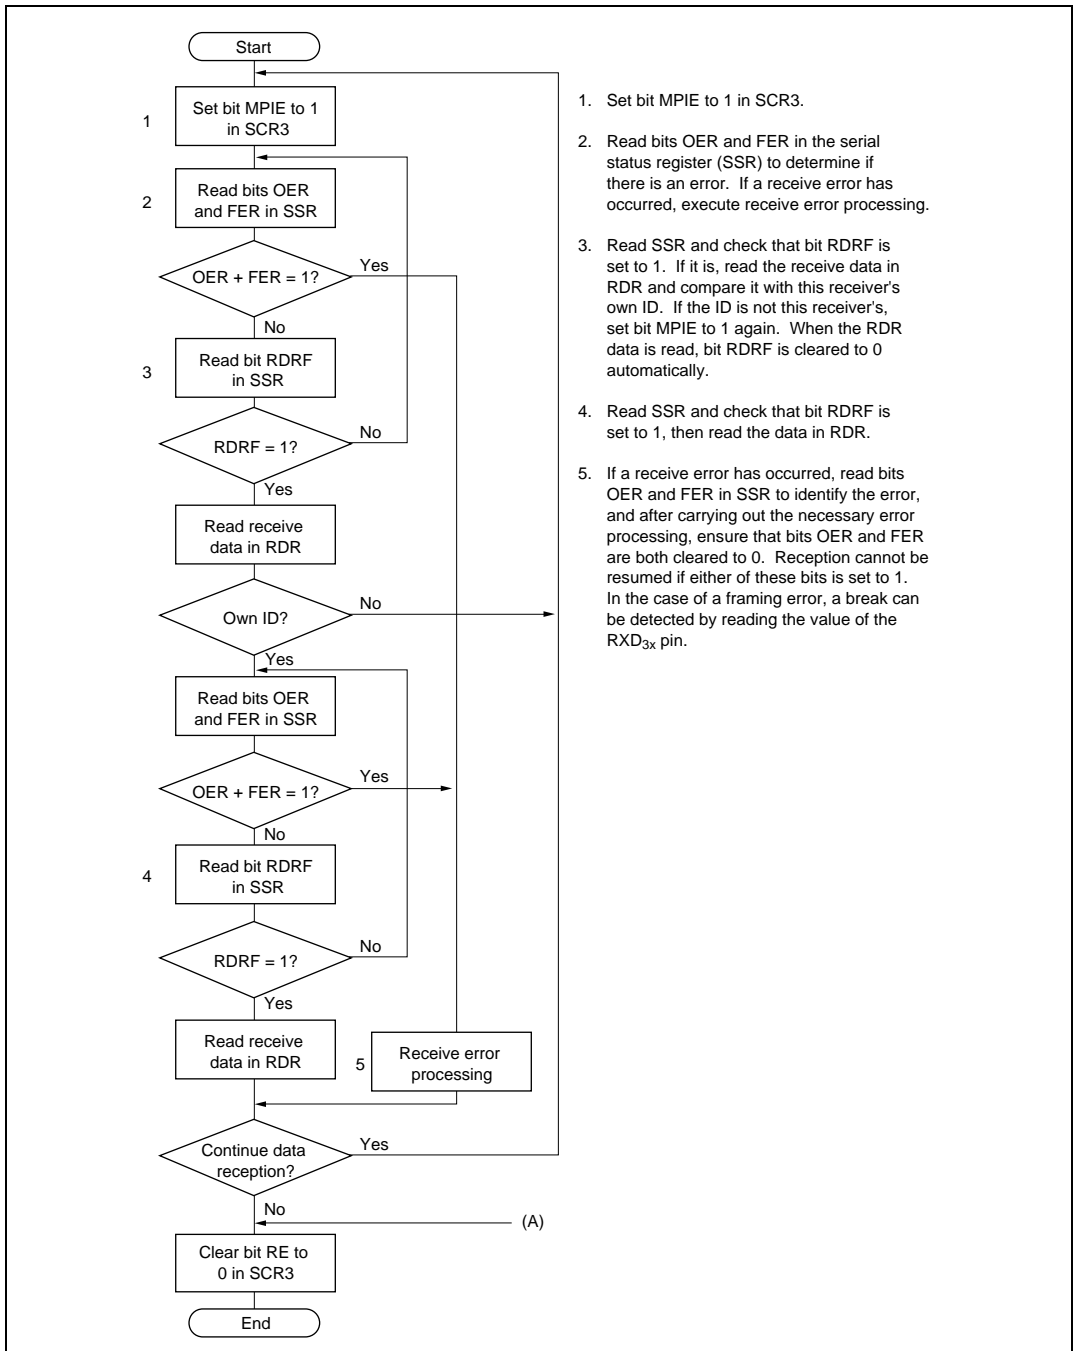 Start
1
Set bit MPIE to 1
in SCR3
2
Read bits OER
and FER in SSR
OER + FER = 1?
Yes
No
3
Read bit RDRF
in SSR
RDRF = 1?
No
Yes
Read receive
data in RDR
Own ID?
No
Yes
Read bits OER
and FER in SSR
OER + FER = 1?
Yes
No
4
Read bit RDRF
in SSR
RDRF = 1?
No
Yes
Read receive
data in RDR
5
Receive error
processing
Continue data
reception?
Yes
No
(A)
Clear bit RE to
0 in SCR3
End
1. Set bit MPIE to 1 in SCR3.
2. Read bits OER and FER in the serial
status register (SSR) to determine if
there is an error. If a receive error has
occurred, execute receive error processing.
3. Read SSR and check that bit RDRF is
set to 1. If it is, read the receive data in
RDR and compare it with this receiver's
own ID. If the ID is not this receiver's,
set bit MPIE to 1 again. When the RDR
data is read, bit RDRF is cleared to 0
automatically.
4. Read SSR and check that bit RDRF is
set to 1, then read the data in RDR.
5. If a receive error has occurred, read bits
OER and FER in SSR to identify the error,
and after carrying out the necessary error
processing, ensure that bits OER and FER
are both cleared to 0. Reception cannot be
resumed if either of these bits is set to 1.
In the case of a framing error, a break can
be detected by reading the value of the
RXD3x pin.